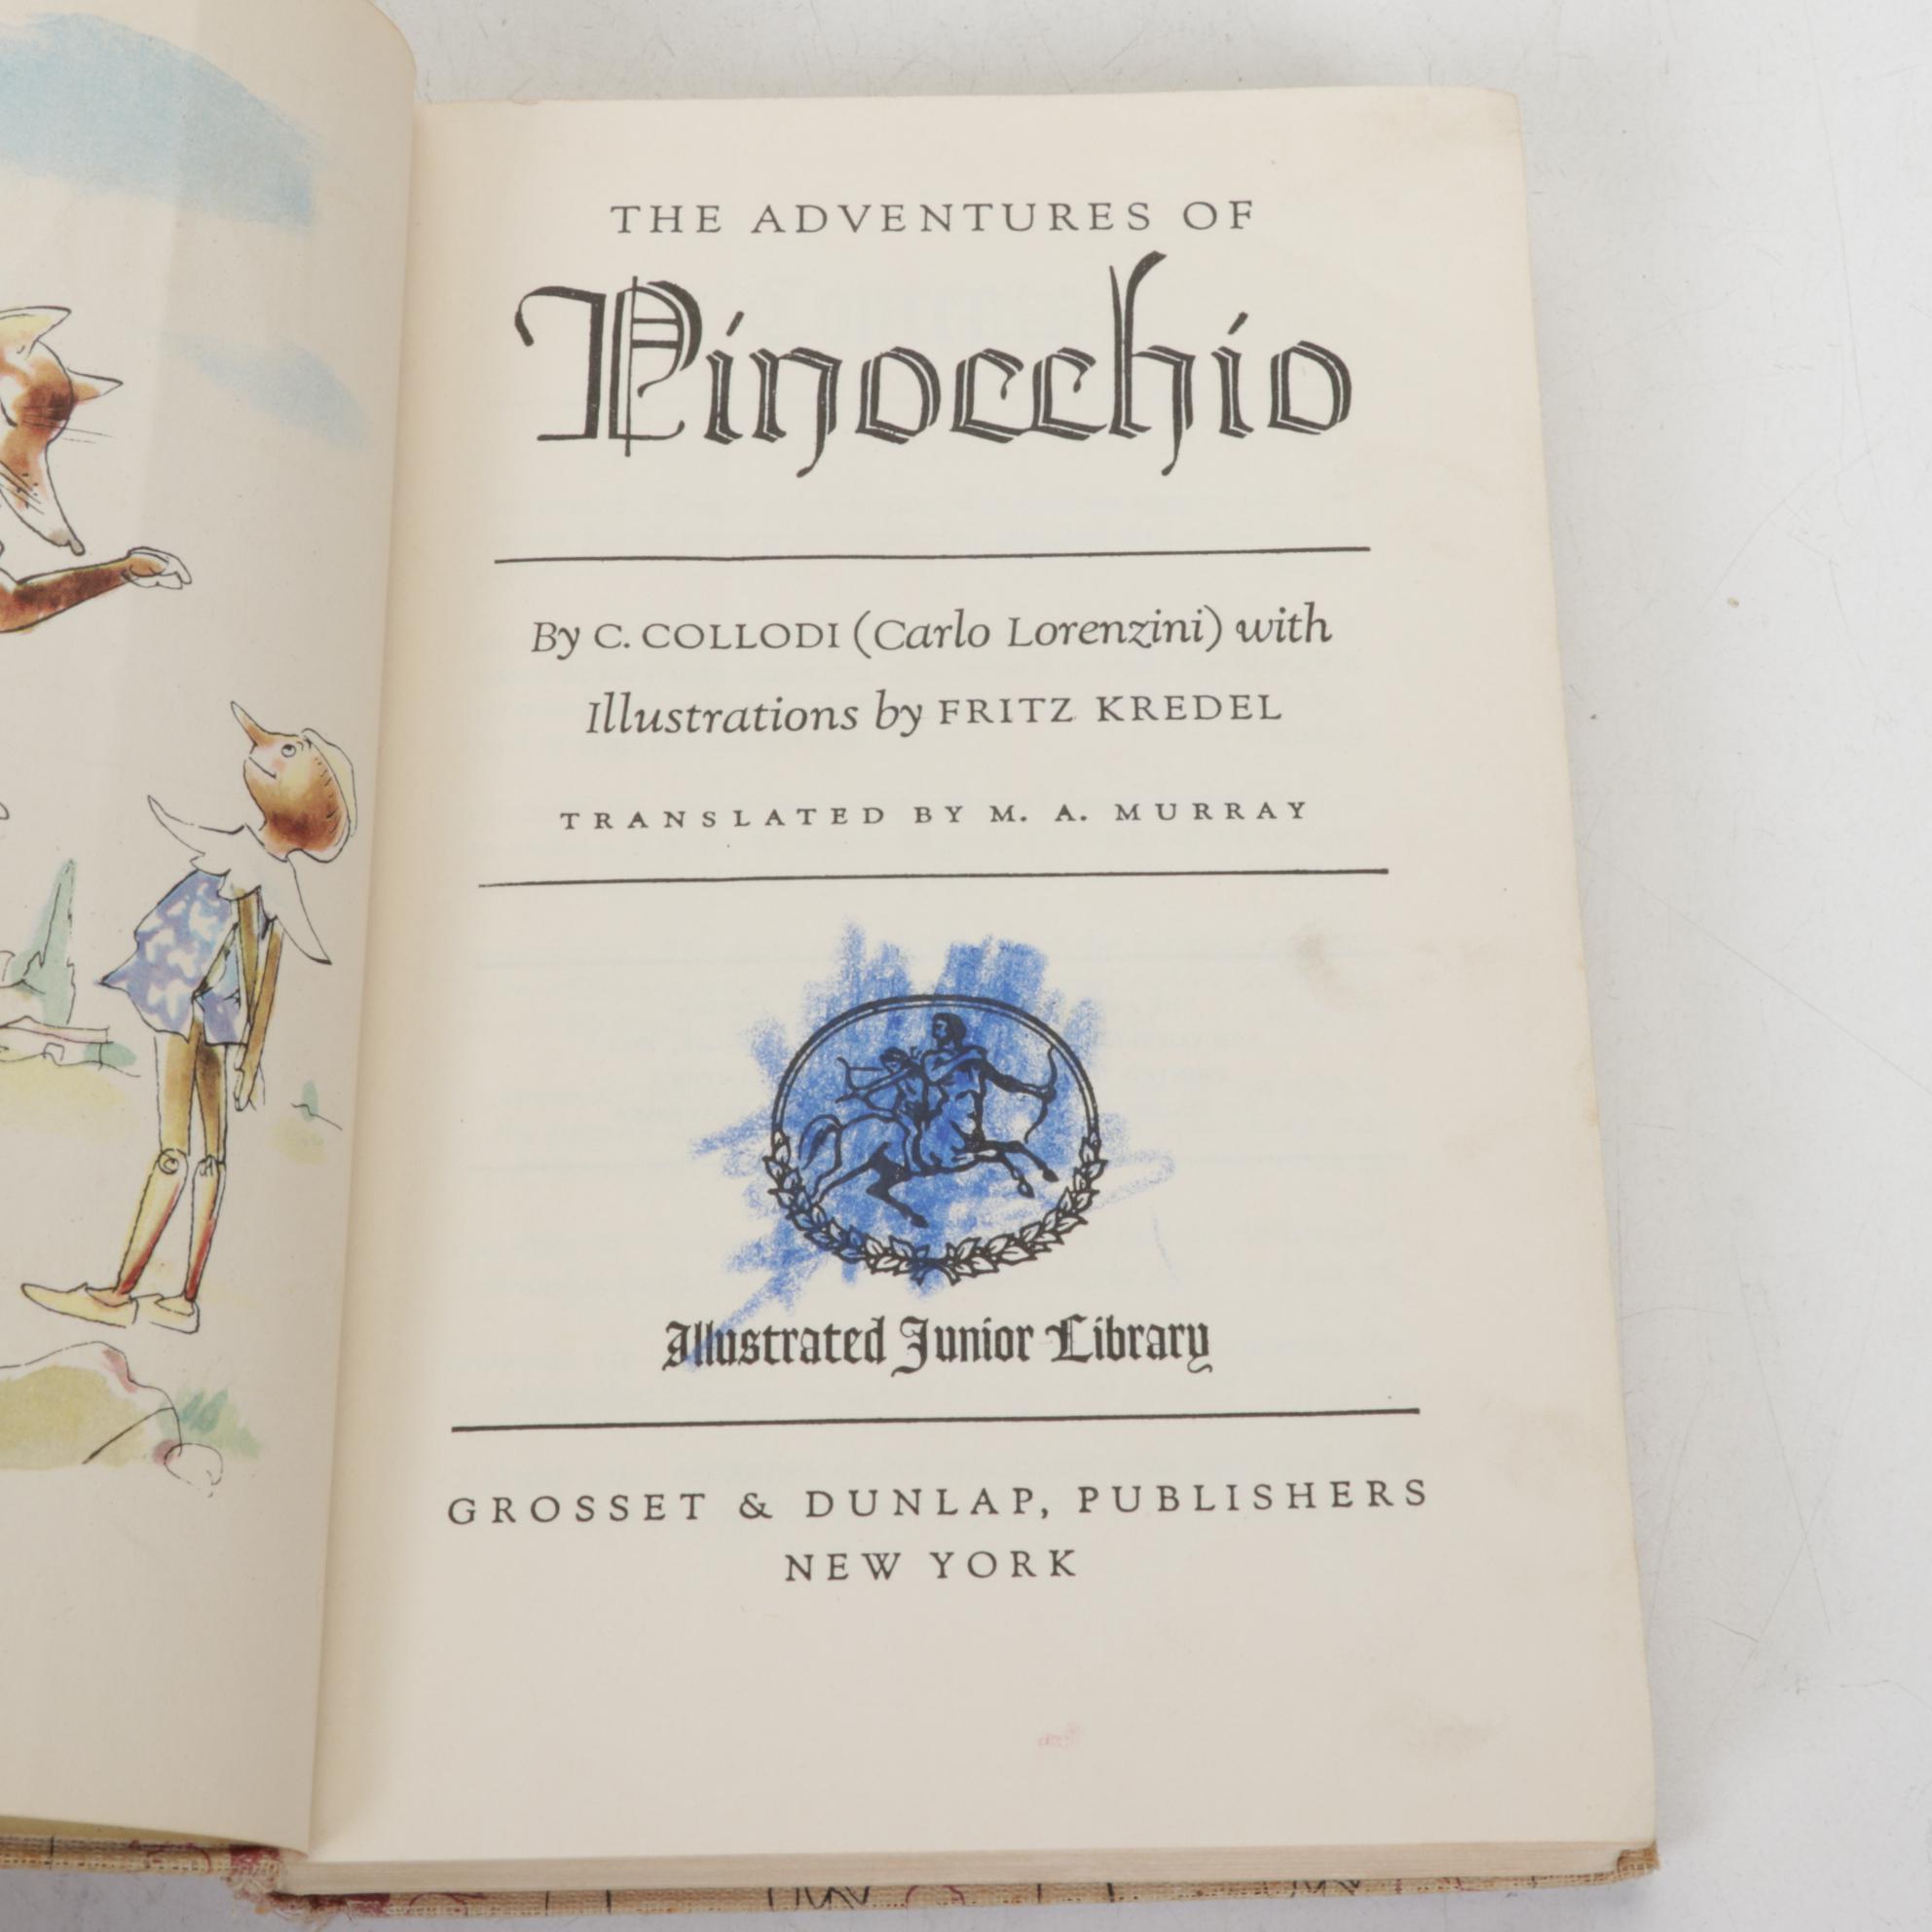 THE ADVENTURES OF
Pinocchio
By C. COLLODI (Carlo Lorenzini) with
Illustrations by FRITZ KREDEL
TRANSLATED BY M. A. MURRAY
Illustrated Junior Library
GROSSET & DUNLAP, PUBLISHERS
NEW YORK